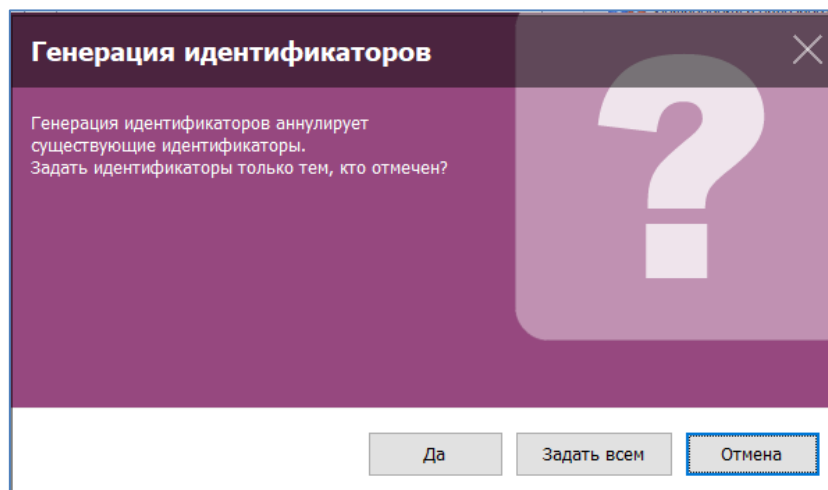 Генерация идентификаторов
Генерация идентификаторов аннулирует
существующие идентификаторы.
Задать идентификаторы только тем, кто отмечен?
?
Да
Задать всем
Отмена